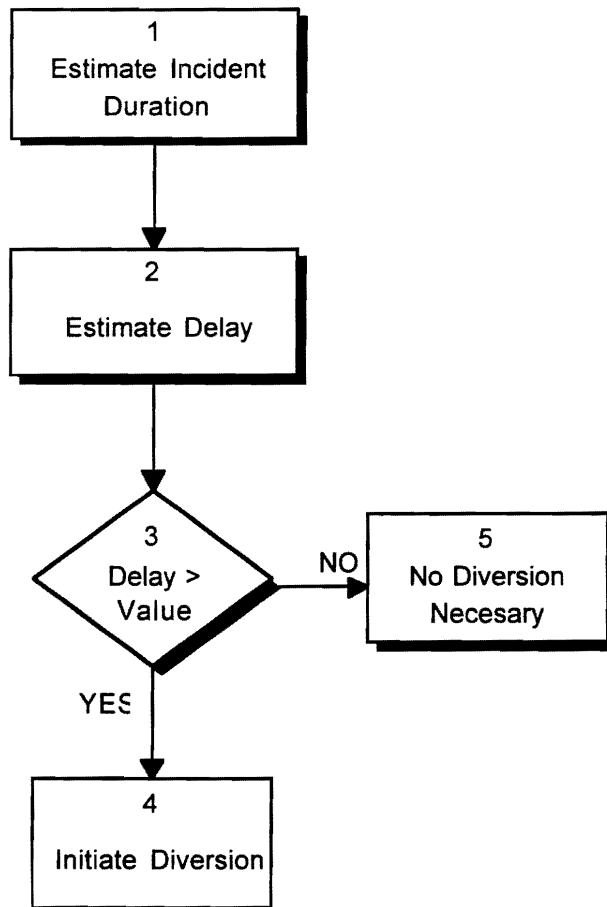 1
Estimate Incident
Duration
2
Estimate Delay
3
Delay >
Value
NO
5
No Diversion
Necesary
YES
4
Initiate Diversion